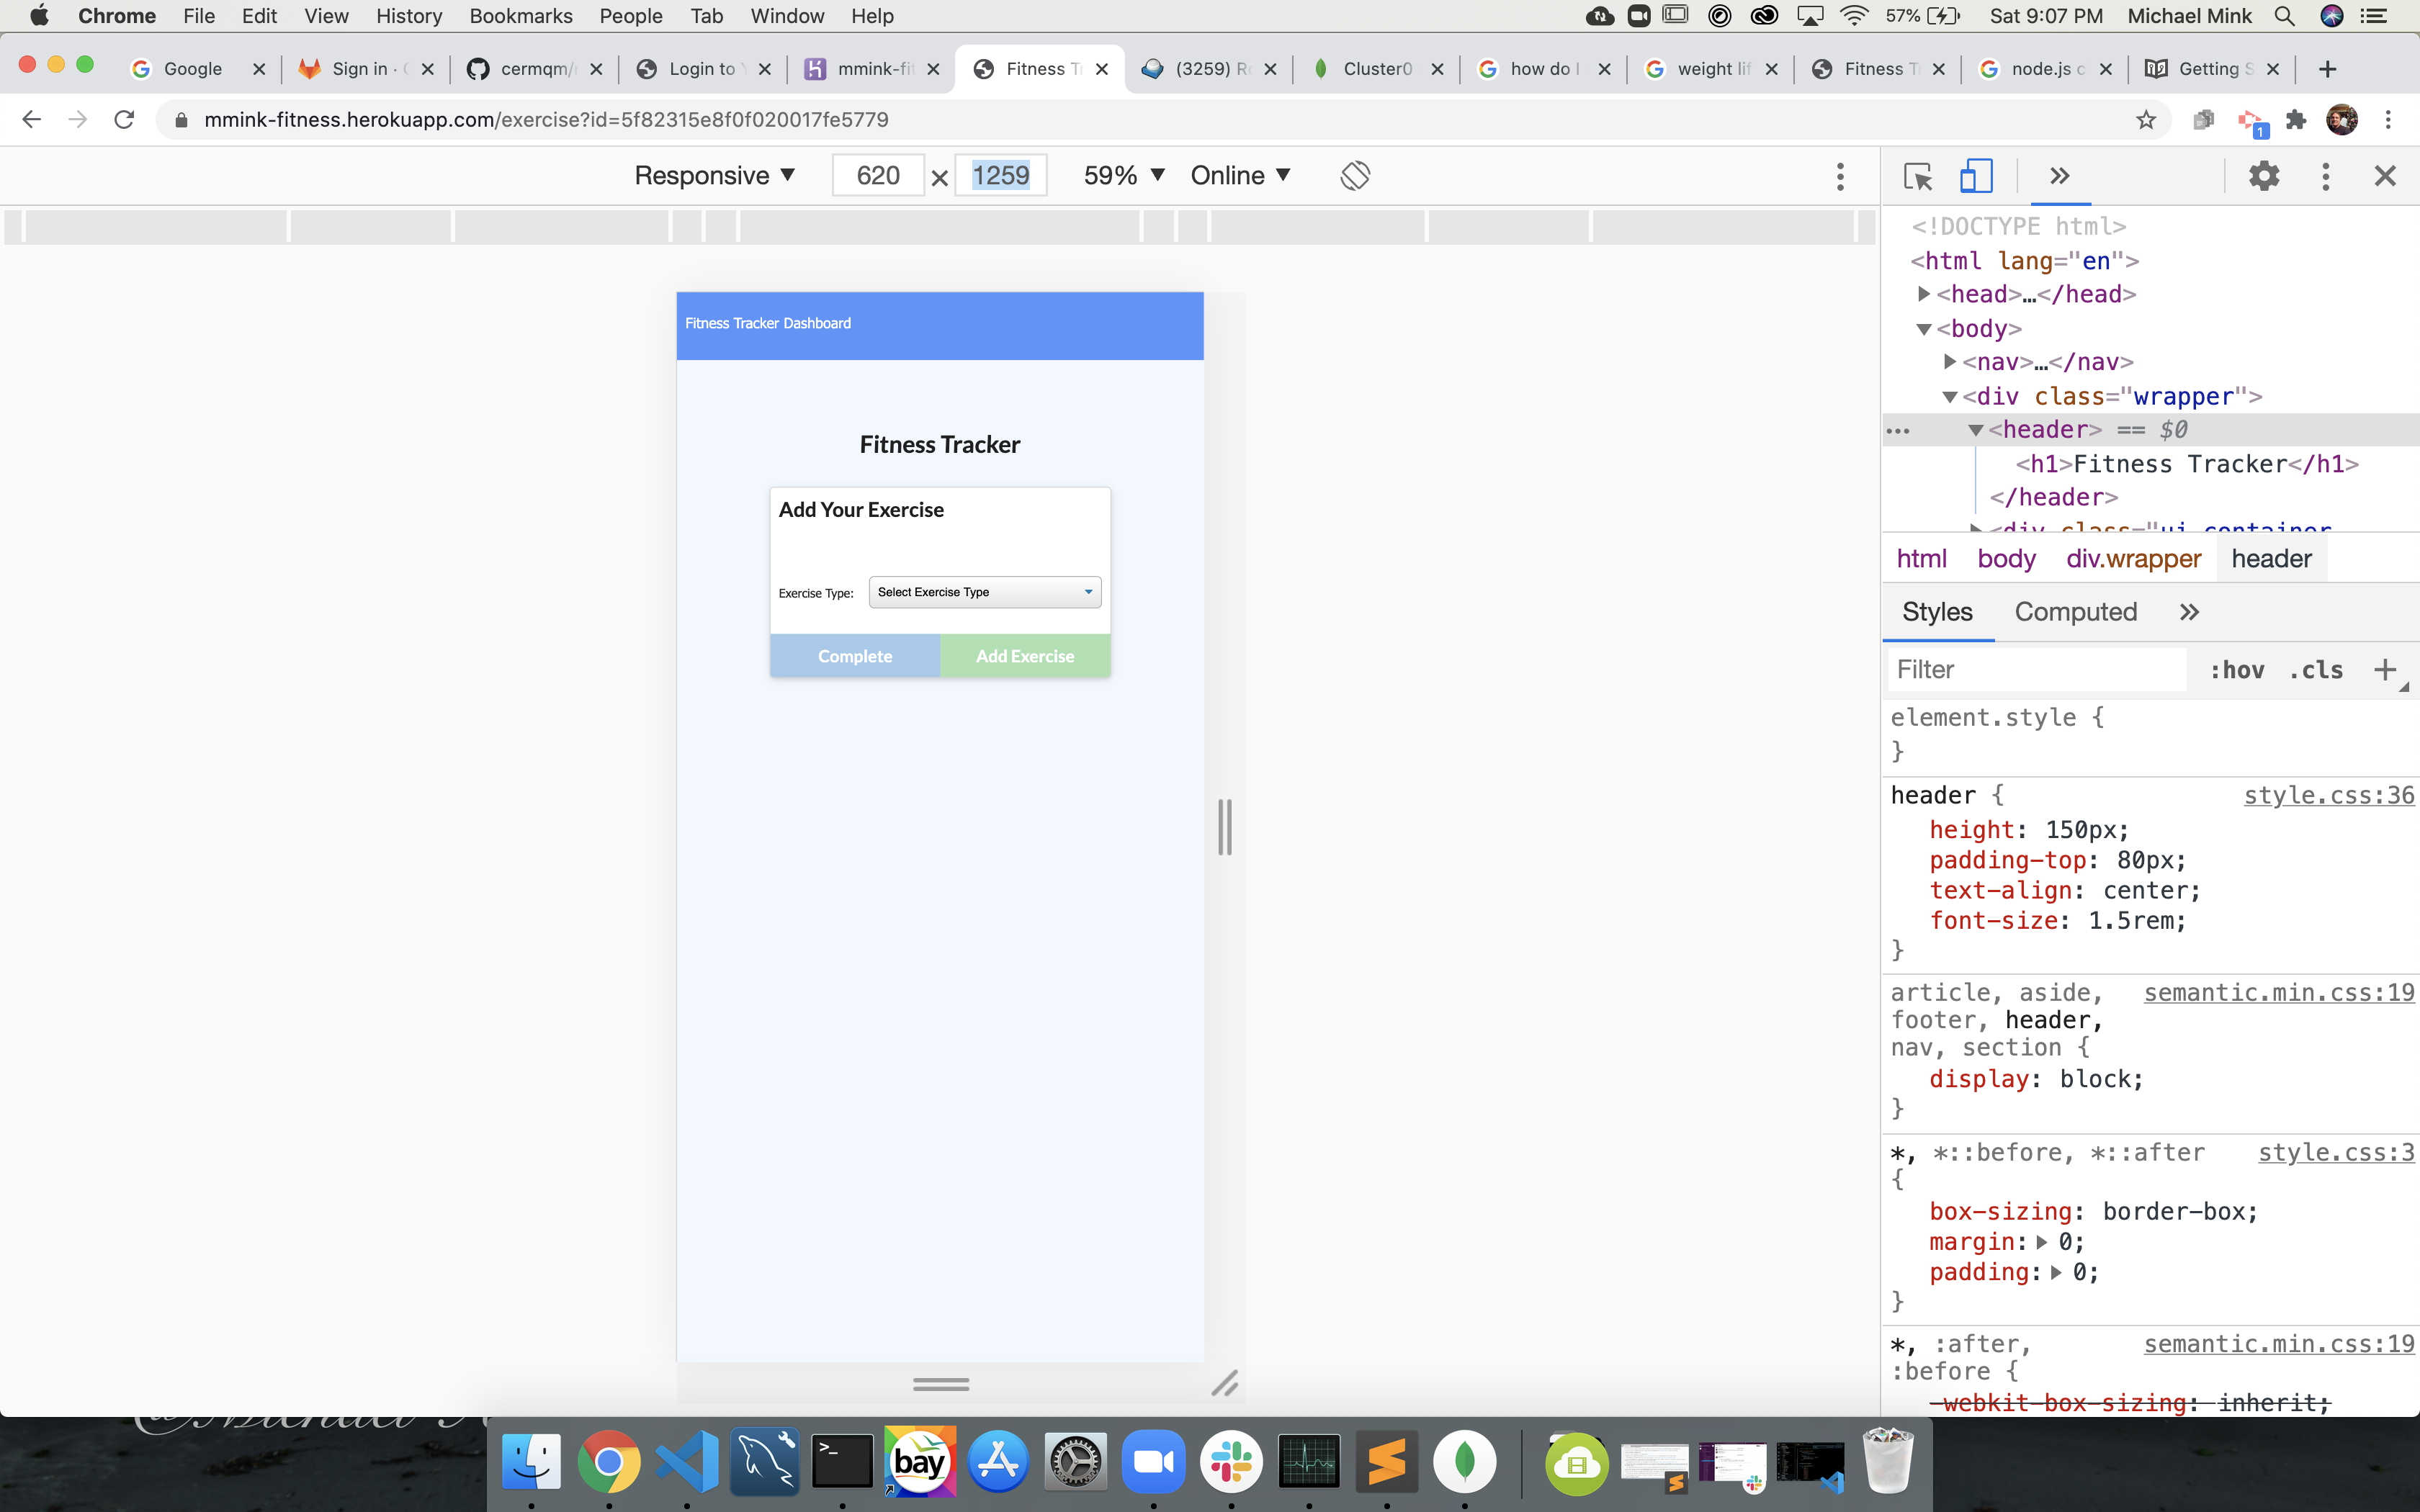 Chrome File Edit View History Bookmarks People Tab Window Help 57% Sat 9:07 PM Michael Mink
Google Sign in · cermqm/ Login to mmink-fi Fitness T (3259) R Cluster0 how do I weight lif Fitness T node.js c Getting S
mmink-fitness.herokuapp.com/exercise?id=5f82315e8f0f020017fe5779 1
Responsive ▼ 620 × 1259 59% ▼ Online ▼
Fitness Tracker Dashboard
Fitness Tracker
Add Your Exercise
Exercise Type: Select Exercise Type
Complete Add Exercise
<!DOCTYPE html>
<html lang="en">
▶<head>…</head>
▼<body>
▶<nav>…</nav>
▼<div class="wrapper">
… ▼<header> == $0
<h1>Fitness Tracker</h1>
</header>
▶<div class="ui container
html body div.wrapper header
Styles Computed »
Filter :hov .cls +
element.style {
}
header { style.css:36
height: 150px;
padding-top: 80px;
text-align: center;
font-size: 1.5rem;
}
article, aside, semantic.min.css:19
footer, header,
nav, section {
display: block;
}
*, *::before, *::after style.css:3
{
box-sizing: border-box;
margin:▶ 0;
padding:▶ 0;
}
*, :after, semantic.min.css:19
:before {
-webkit-box-sizing: inherit;
@Michael
bay